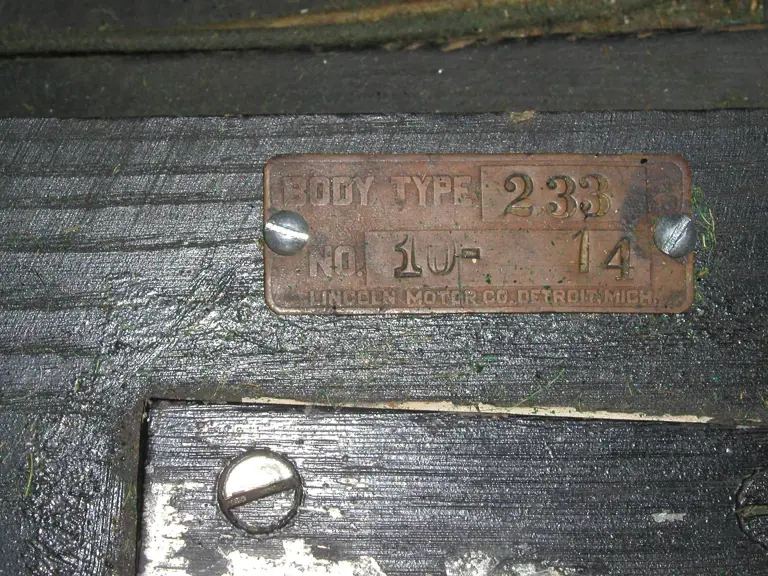 BODY TYPE 233
NO. 10- 14
LINCOLN MOTOR CO. DETROIT. MICH.